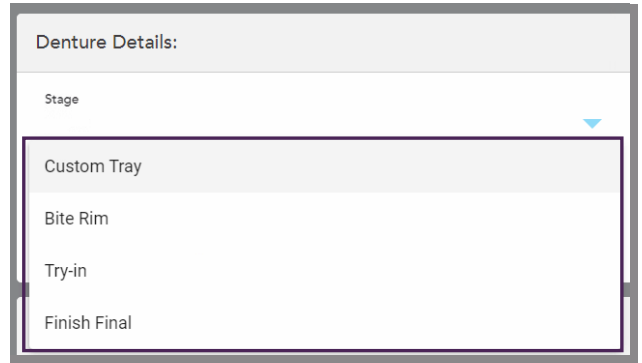 Denture Details:
Stage
Custom Tray
Bite Rim
Try-in
Finish Final